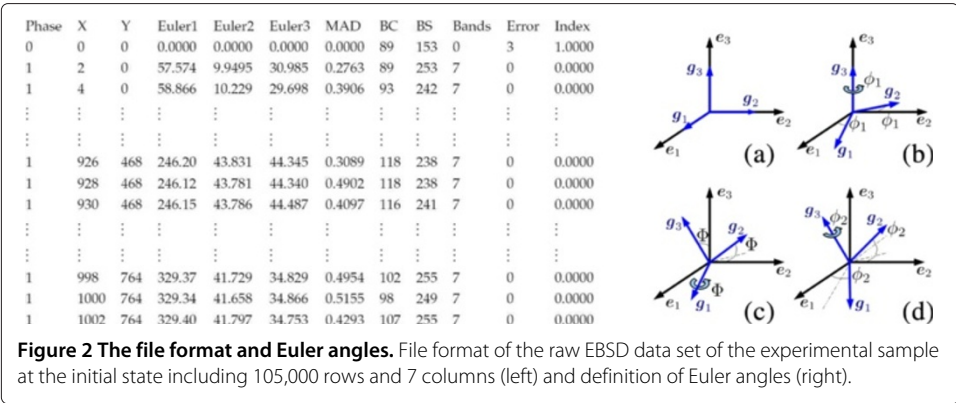 Phase X Y Euler1 Euler2 Euler3 MAD BC BS Bands Error Index
0 0 0 0.0000 0.0000 0.0000 0.0000 89 153 0 3 1.0000
1 2 0 57.574 9.9495 30.985 0.2763 89 253 7 0 0.0000
1 4 0 58.866 10.229 29.698 0.3906 93 242 7 0 0.0000
⋮ ⋮ ⋮ ⋮ ⋮ ⋮ ⋮ ⋮ ⋮ ⋮ ⋮ ⋮
⋮ ⋮ ⋮ ⋮ ⋮ ⋮ ⋮ ⋮ ⋮ ⋮ ⋮ ⋮
1 926 468 246.20 43.831 44.345 0.3089 118 238 7 0 0.0000
1 928 468 246.12 43.781 44.340 0.4902 118 238 7 0 0.0000
1 930 468 246.15 43.786 44.487 0.4097 116 241 7 0 0.0000
⋮ ⋮ ⋮ ⋮ ⋮ ⋮ ⋮ ⋮ ⋮ ⋮ ⋮ ⋮
⋮ ⋮ ⋮ ⋮ ⋮ ⋮ ⋮ ⋮ ⋮ ⋮ ⋮ ⋮
1 998 764 329.37 41.729 34.829 0.4954 102 255 7 0 0.0000
1 1000 764 329.34 41.658 34.866 0.5155 98 249 7 0 0.0000
1 1002 764 329.40 41.797 34.753 0.4293 107 255 7 0 0.0000
e3
g3
g2
g1
e2
e1
(a)
e3
g3 ϕ1
g2
e2
ϕ1 ϕ1
e1 g1
(b)
e3
g3 Φ g2
Φ
e2
Φ
e1 g1
(c)
e3
g3 ϕ2 g2
ϕ2
e2
ϕ2
e1 g1
(d)
Figure 2 The file format and Euler angles. File format of the raw EBSD data set of the experimental sample
at the initial state including 105,000 rows and 7 columns (left) and definition of Euler angles (right).